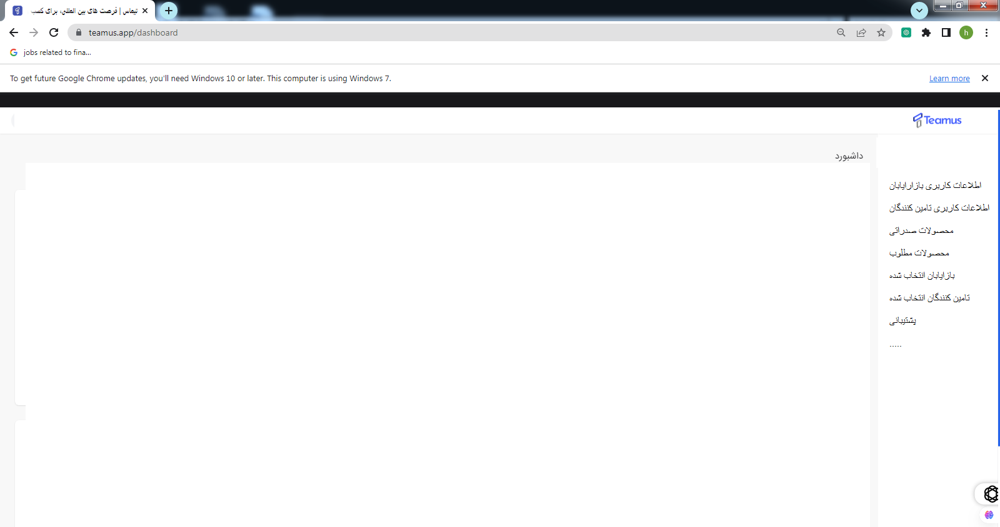 تیماس | فرصت های بین المللی، برای کسب
teamus.app/dashboard
h
jobs related to fina...
To get future Google Chrome updates, you'll need Windows 10 or later. This computer is using Windows 7.
Learn more
Teamus
داشبورد
اطلاعات کاربری بازارایابان
اطلاعات کاربری تامین کنندگان
محصولات صدراتی
محصولات مطلوب
بازایابان انتخاب شده
تامین کنندگان انتخاب شده
پشتیبانی
.....